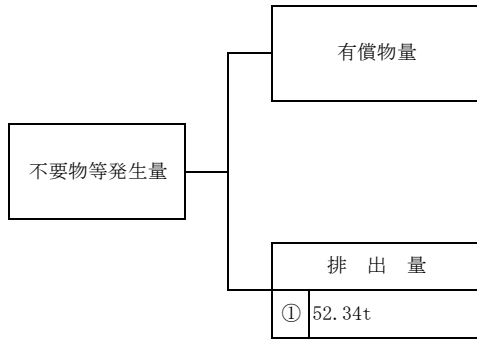 有償物量
不要物等発生量
排 出 量
① 52.34t